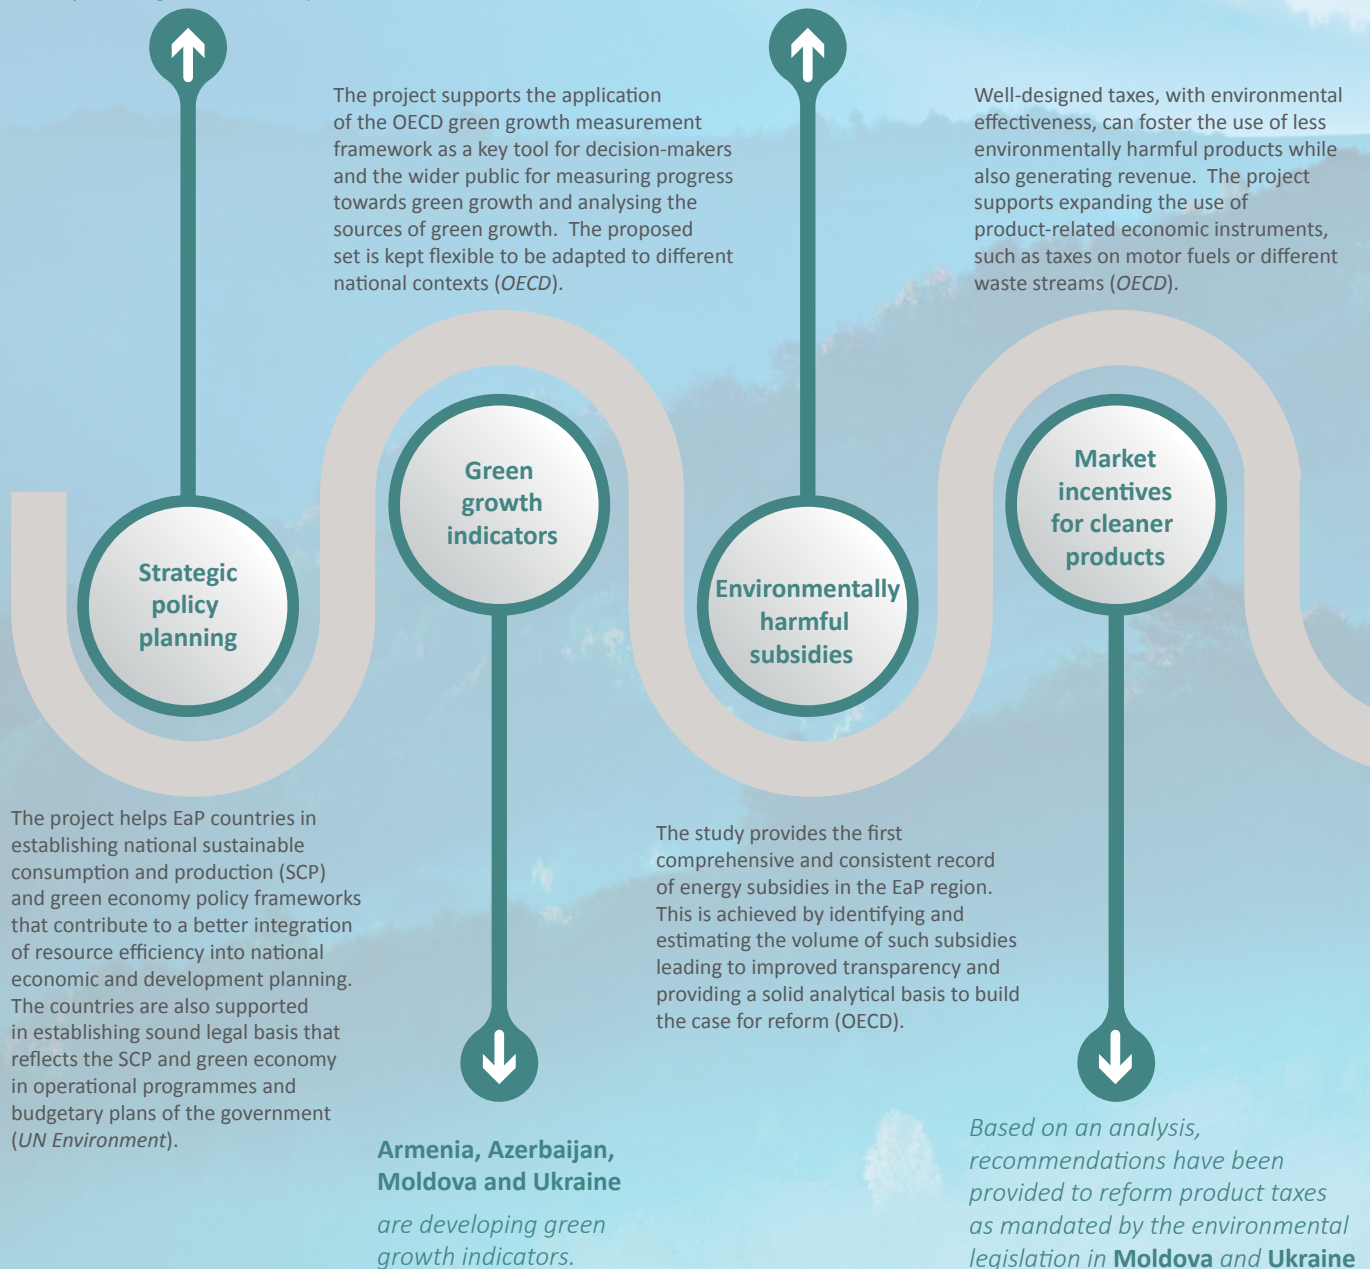 The project supports the application
of the OECD green growth measurement
framework as a key tool for decision-makers
and the wider public for measuring progress
towards green growth and analysing the
sources of green growth.  The proposed
set is kept flexible to be adapted to different
national contexts (OECD).
Well-designed taxes, with environmental
effectiveness, can foster the use of less
environmentally harmful products while
also generating revenue.  The project
supports expanding the use of
product-related economic instruments,
such as taxes on motor fuels or different
waste streams (OECD).
Strategic
policy
planning
Green
growth
indicators
Environmentally
harmful
subsidies
Market
incentives
for cleaner
products
The project helps EaP countries in
establishing national sustainable
consumption and production (SCP)
and green economy policy frameworks
that contribute to a better integration
of resource efficiency into national
economic and development planning.
The countries are also supported
in establishing sound legal basis that
reflects the SCP and green economy
in operational programmes and
budgetary plans of the government
(UN Environment).
Armenia, Azerbaijan,
Moldova and Ukraine
are developing green
growth indicators.
The study provides the first
comprehensive and consistent record
of energy subsidies in the EaP region.
This is achieved by identifying and
estimating the volume of such subsidies
leading to improved transparency and
providing a solid analytical basis to build
the case for reform (OECD).
Based on an analysis,
recommendations have been
provided to reform product taxes
as mandated by the environmental
legislation in Moldova and Ukraine